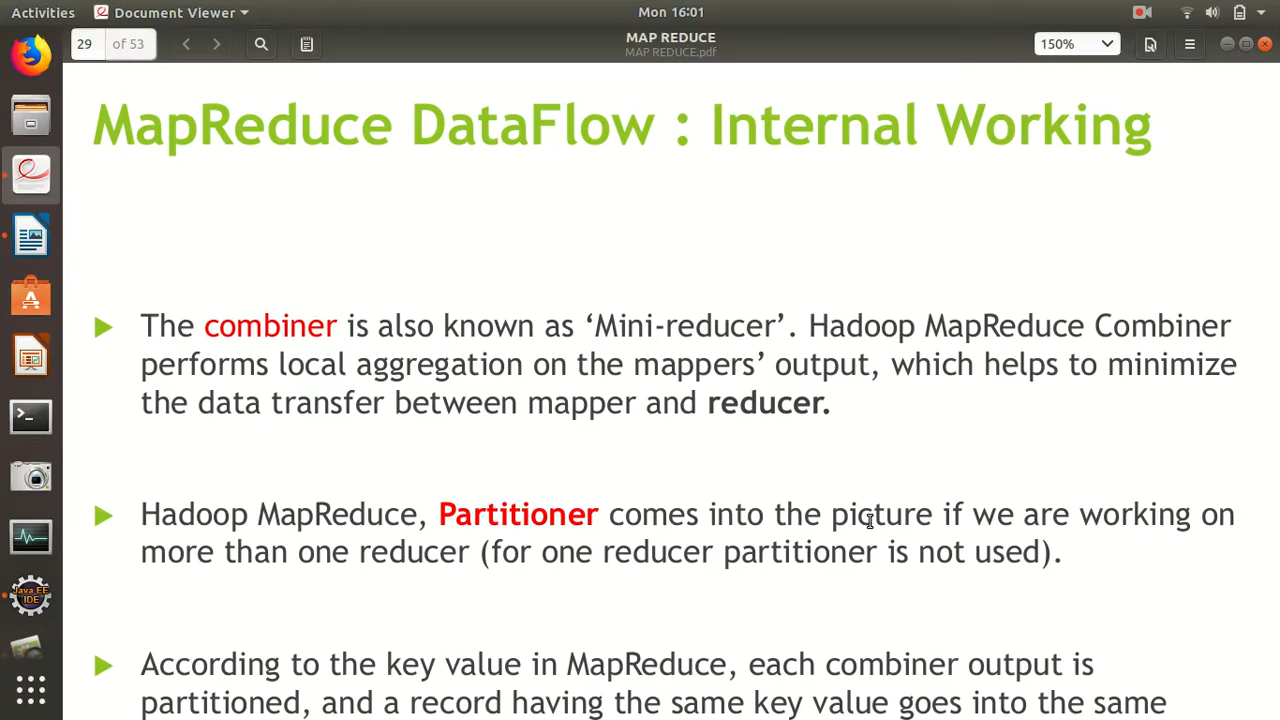 Activities
Document Viewer
Mon 16:01
29
of 53
MAP REDUCE
MAP REDUCE.pdf
150%
MapReduce DataFlow : Internal Working
The combiner is also known as ‘Mini-reducer’. Hadoop MapReduce Combiner
performs local aggregation on the mappers’ output, which helps to minimize
the data transfer between mapper and reducer.
Hadoop MapReduce, Partitioner comes into the picture if we are working on
more than one reducer (for one reducer partitioner is not used).
According to the key value in MapReduce, each combiner output is
partitioned, and a record having the same key value goes into the same
Java EE
IDE